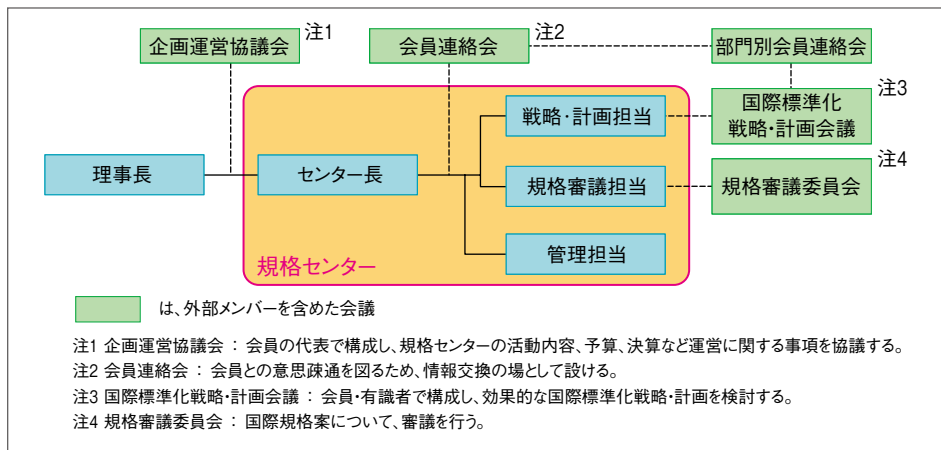 企画運営協議会
注1
会員連絡会
注2
部門別会員連絡会
注3
戦略・計画担当
国際標準化
戦略・計画会議
注4
理事長
センター長
規格審議担当
規格審議委員会
管理担当
規格センター
は、外部メンバーを含めた会議
注1 企画運営協議会 : 会員の代表で構成し、規格センターの活動内容、予算、決算など運営に関する事項を協議する。
注2 会員連絡会 : 会員との意思疎通を図るため、情報交換の場として設ける。
注3 国際標準化戦略・計画会議 : 会員・有識者で構成し、効果的な国際標準化戦略・計画を検討する。
注4 規格審議委員会 : 国際規格案について、審議を行う。